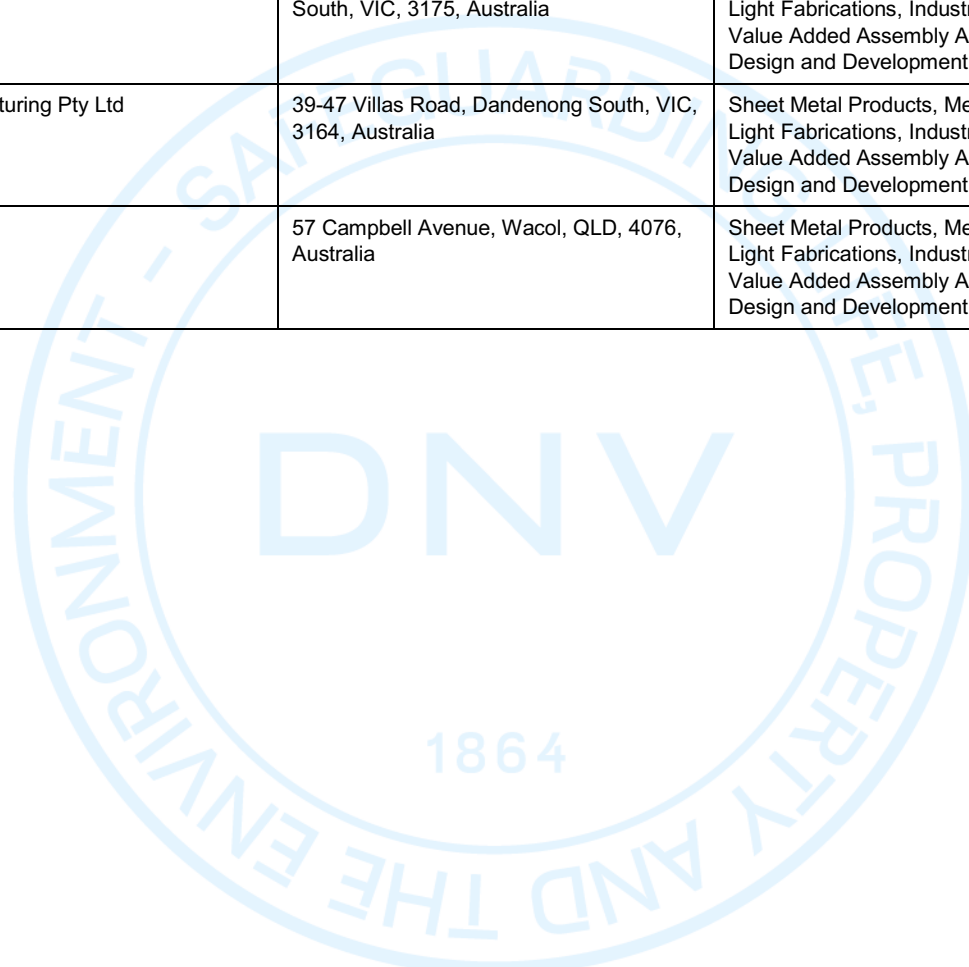 South, VIC, 3175, Australia
Light Fabrications, Industr
Value Added Assembly A
Design and Development
turing Pty Ltd
39-47 Villas Road, Dandenong South, VIC,
3164, Australia
Sheet Metal Products, Me
Light Fabrications, Industr
Value Added Assembly A
Design and Development
57 Campbell Avenue, Wacol, QLD, 4076,
Australia
Sheet Metal Products, Me
Light Fabrications, Industr
Value Added Assembly A
Design and Development
SAFEGUARDING LIFE, PROPERTY AND THE ENVIRONMENT -
DNV
1864